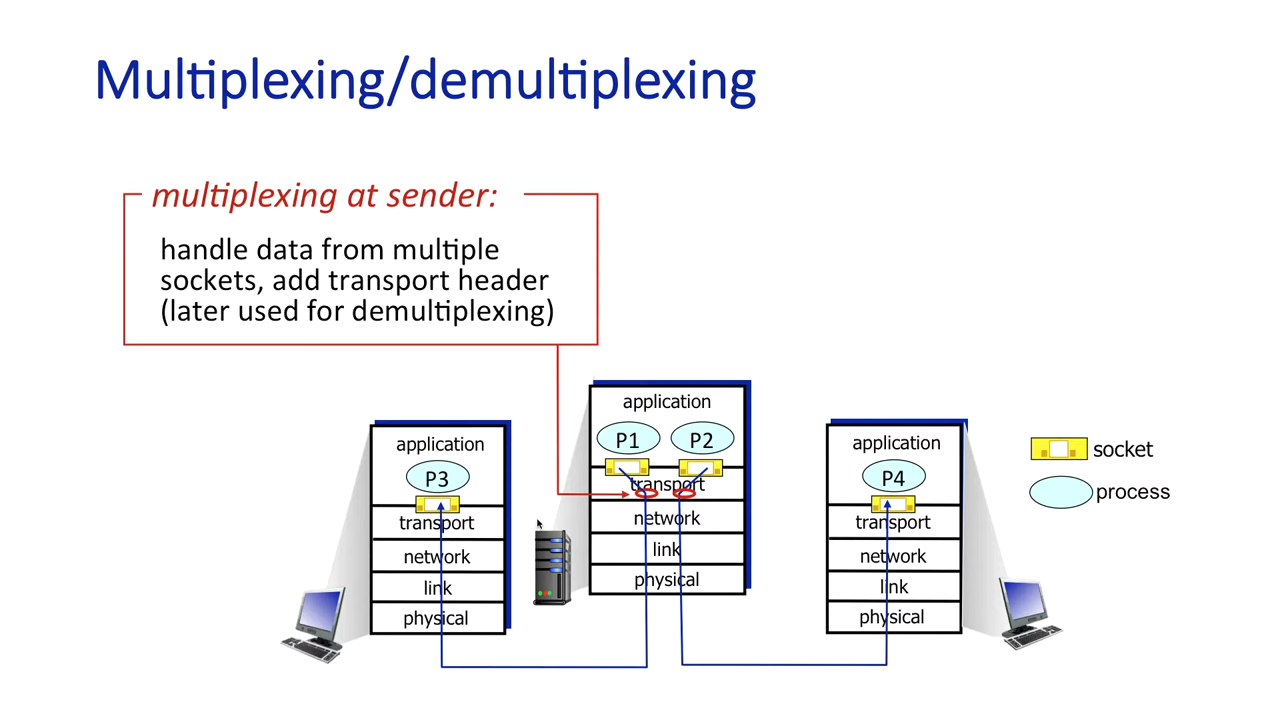 Multiplexing/demultiplexing
multiplexing at sender:
handle data from multiple
sockets, add transport header
(later used for demultiplexing)
application
P3
transport
network
link
physical
application
P1 P2
transport
network
link
physical
application
P4
transport
network
link
physical
socket
process